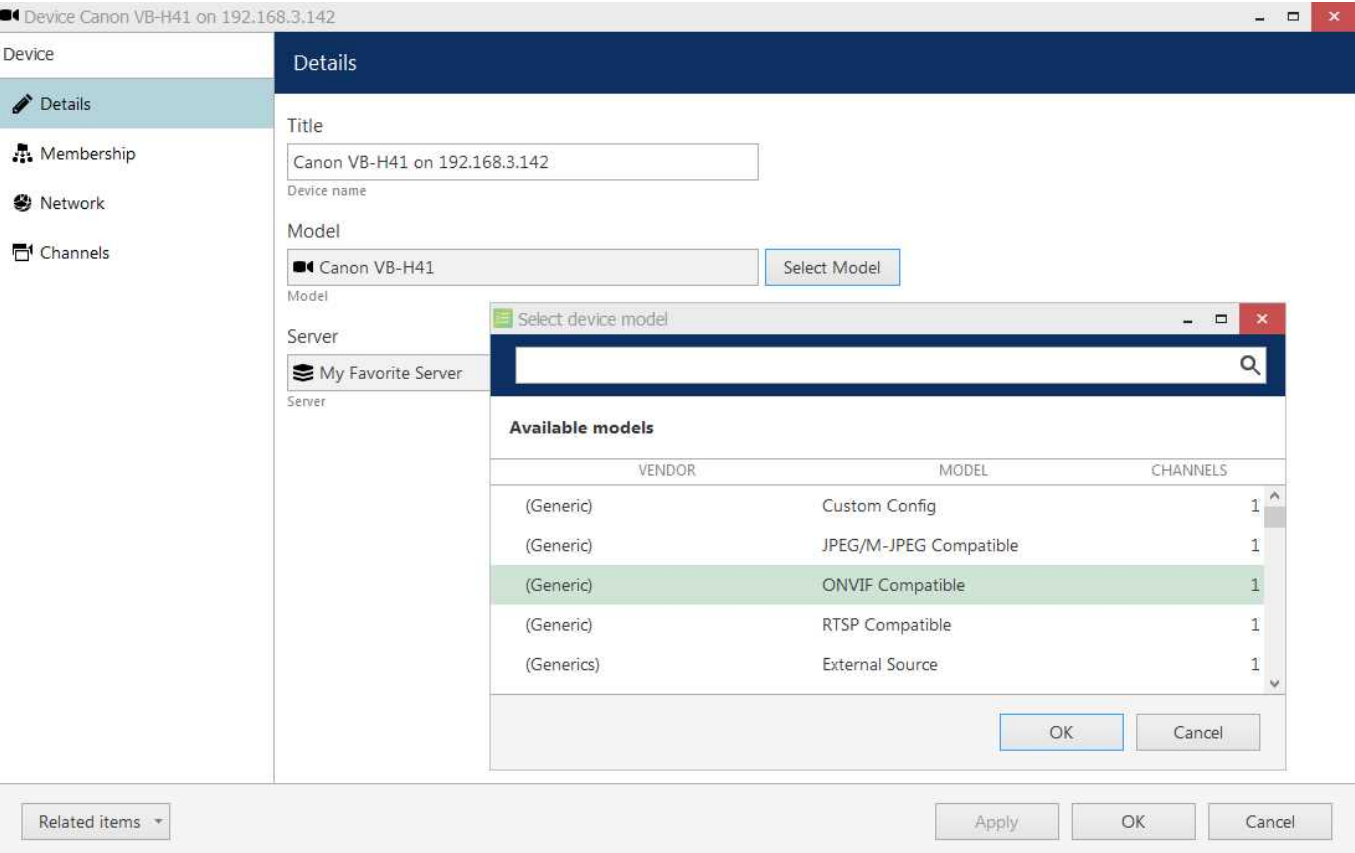 Device Canon VB-H41 on 192.168.3.142
Device
Details
Details
Membership
Network
Channels
Title
Canon VB-H41 on 192.168.3.142
Device name
Model
Canon VB-H41 Select Model
Model
Server
My Favorite Server
Server
Select device model
Available models
VENDOR MODEL CHANNELS
(Generic) Custom Config 1
(Generic) JPEG/M-JPEG Compatible 1
(Generic) ONVIF Compatible 1
(Generic) RTSP Compatible 1
(Generics) External Source 1
OK Cancel
Related items Apply OK Cancel